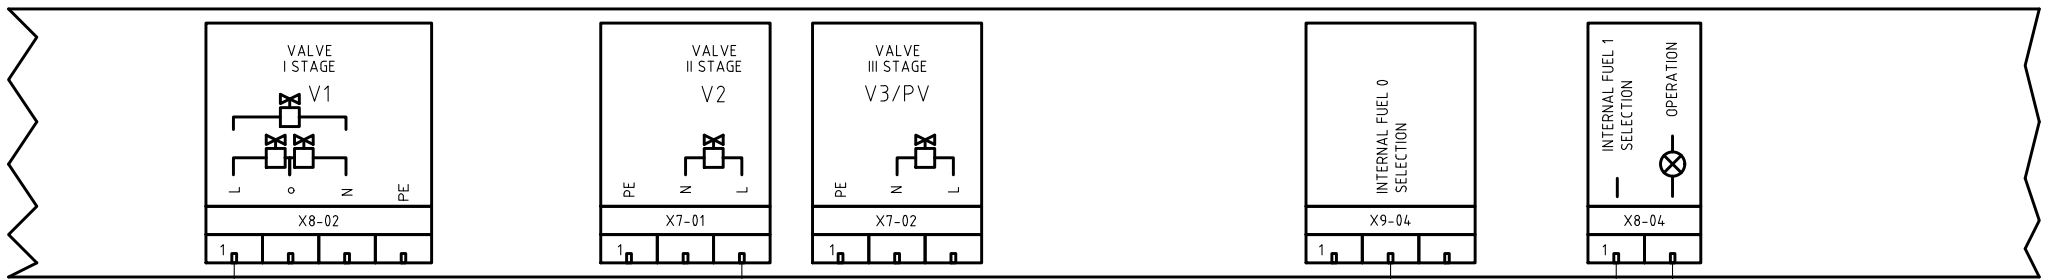 VALVE
I STAGE
V1
L
o
N
PE
X8-02
1
VALVE
II STAGE
V2
PE
N
L
X7-01
1
VALVE
III STAGE
V3/PV
PE
N
L
X7-02
1
INTERNAL FUEL 0
SELECTION
X9-04
1
INTERNAL FUEL 1
SELECTION
OPERATION
X8-04
1